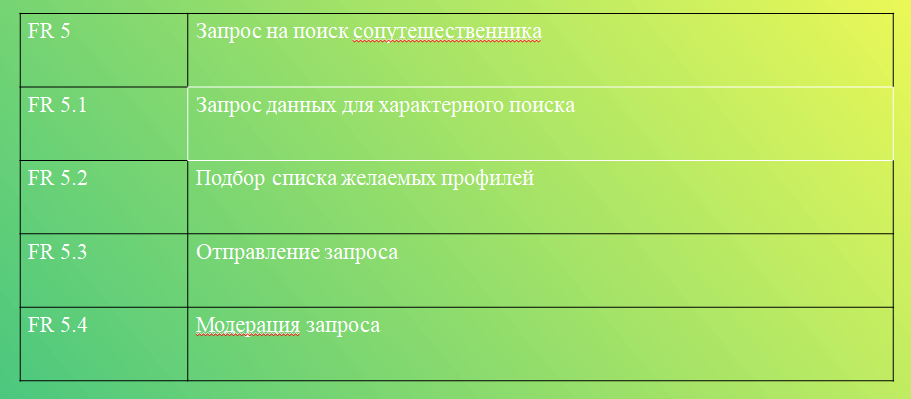 FR 5 Запрос на поиск сопутешественника
FR 5.1 Запрос данных для характерного поиска
FR 5.2 Подбор списка желаемых профилей
FR 5.3 Отправление запроса
FR 5.4 Модерация запроса